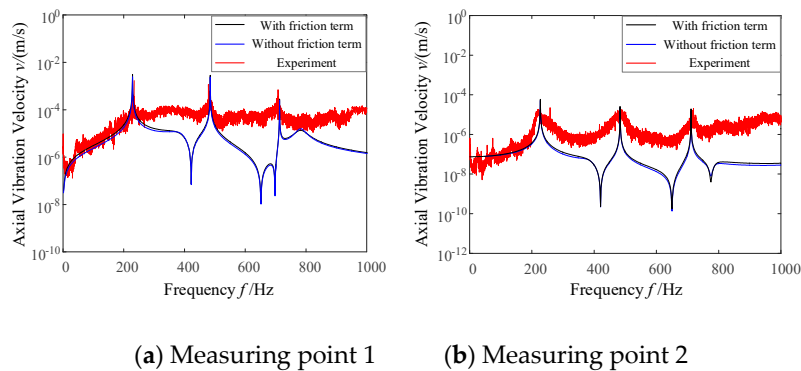 With friction term
Without friction term
Experiment
Axial Vibration Velocity v/(m/s)
10^0
10^-2
10^-4
10^-6
10^-8
10^-10
0 200 400 600 800 1000
Frequency f /Hz
(a) Measuring point 1
With friction term
Without friction term
Experiment
Axial Vibration Velocity v/(m/s)
10^0
10^-2
10^-4
10^-6
10^-8
10^-10
10^-12
0 200 400 600 800 1000
Frequency f /Hz
(b) Measuring point 2